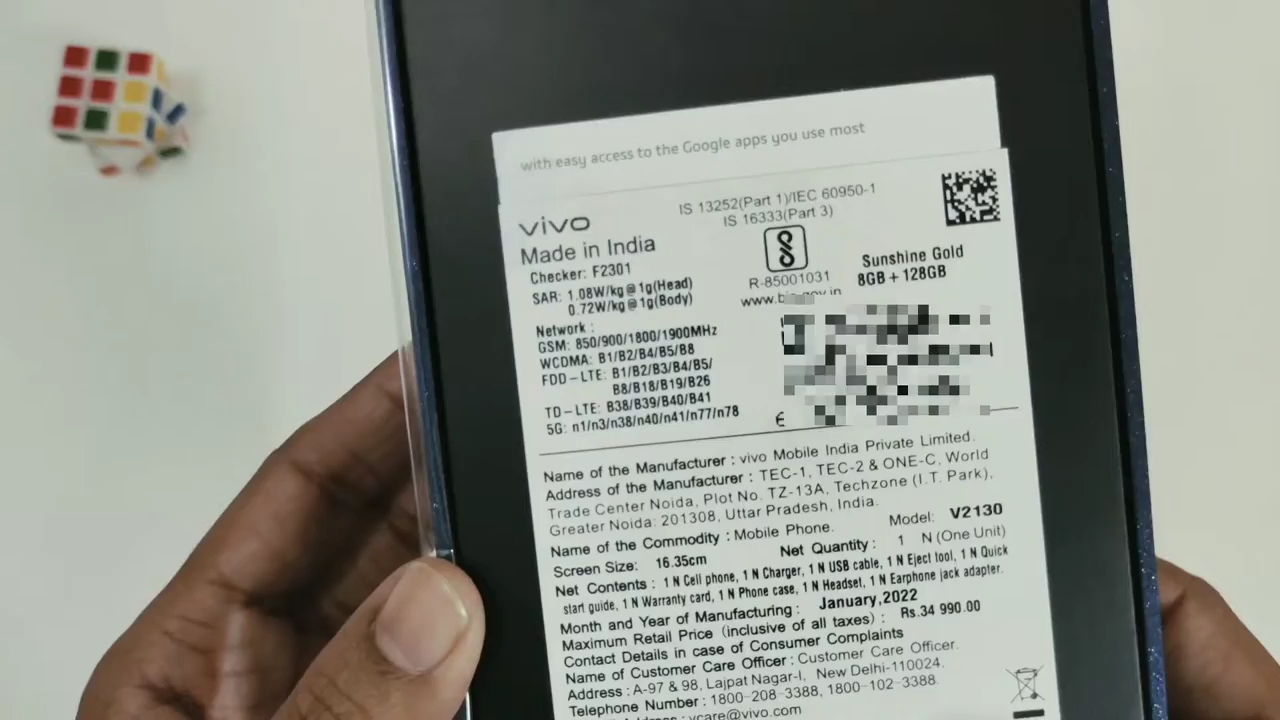 with easy access to the Google apps you use most
vivo
Made in India
Checker: F2301
SAR: 1.08W/kg@1g(Head)
0.72W/kg@1g(Body)
Network :
GSM: 850/900/1800/1900MHz
WCDMA: B1/B2/B4/B5/B8
FDD-LTE: B1/B2/B3/B4/B5/
B8/B18/B19/B26
TD-LTE: B38/B39/B40/B41
5G: n1/n3/n38/n40/n41/n77/n78
IS 13252(Part 1)/IEC 60950-1
IS 16333(Part 3)
R-85001031
Sunshine Gold
8GB+128GB
Name of the Manufacturer : vivo Mobile India Private Limited.
Address of the Manufacturer : TEC-1, TEC-2 & ONE-C, World
Trade Center Noida, Plot No. TZ-13A, Techzone (I.T. Park),
Greater Noida: 201308, Uttar Pradesh, India.
Name of the Commodity : Mobile Phone. Model: V2130
Screen Size: 16.35cm Net Quantity : 1 N (One Unit)
Net Contents : 1 N Cell phone, 1 N Charger, 1 N USB cable, 1 N Eject tool, 1 N Quick
start guide, 1 N Warranty card, 1 N Phone case, 1 N Headset, 1 N Earphone jack adapter.
Month and Year of Manufacturing : January,2022
Maximum Retail Price (inclusive of all taxes) : Rs.34 990.00
Contact Details in case of Consumer Complaints
Name of Customer Care Officer : Customer Care Officer.
Address : A-97 & 98, Lajpat Nagar-I, New Delhi-110024.
Telephone Number : 1800-208-3388, 1800-102-3388.
vcare@vivo.com